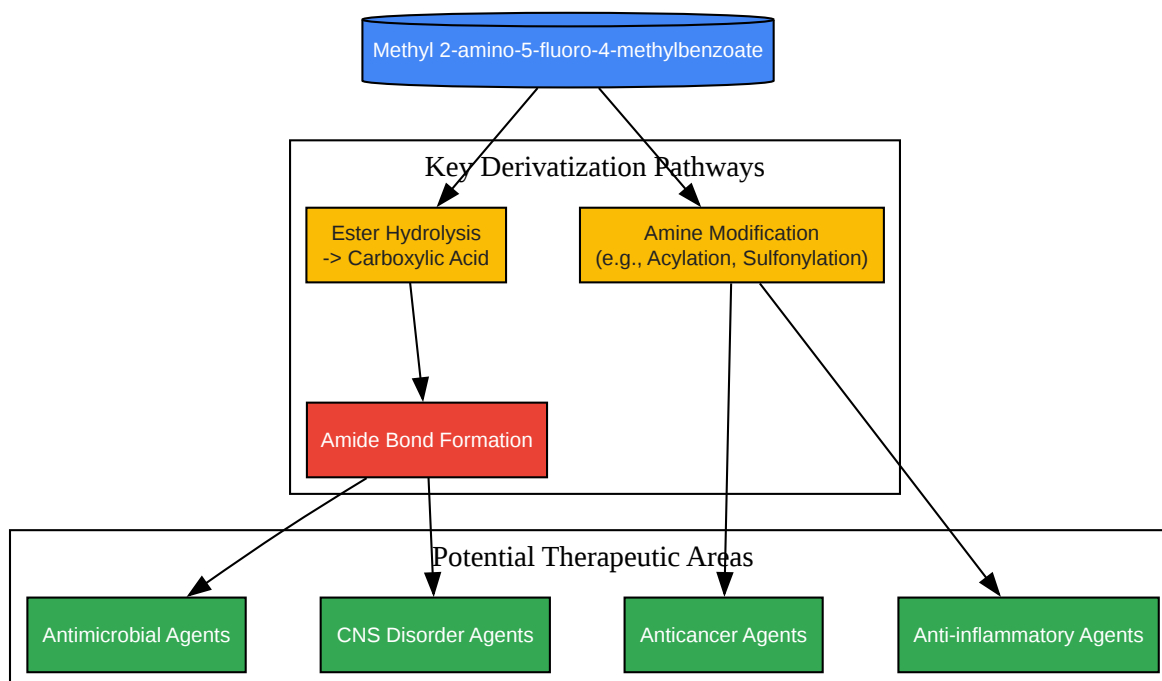 Methyl 2-amino-5-fluoro-4-methylbenzoate
Key Derivatization Pathways
Ester Hydrolysis
-> Carboxylic Acid
Amine Modification
(e.g., Acylation, Sulfonylation)
Amide Bond Formation
Potential Therapeutic Areas
Antimicrobial Agents
CNS Disorder Agents
Anticancer Agents
Anti-inflammatory Agents